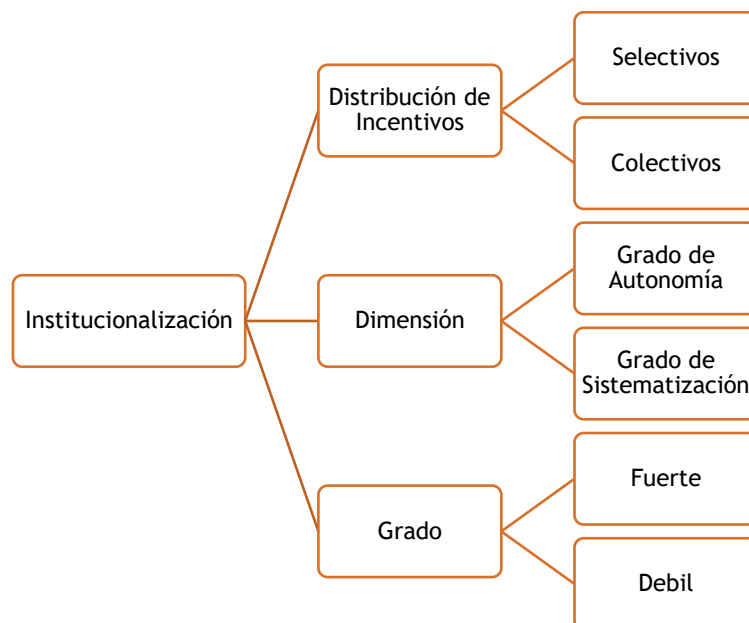 Institucionalización
Distribución de
Incentivos
Selectivos
Colectivos
Dimensión
Grado de
Autonomía
Grado de
Sistematización
Grado
Fuerte
Debil